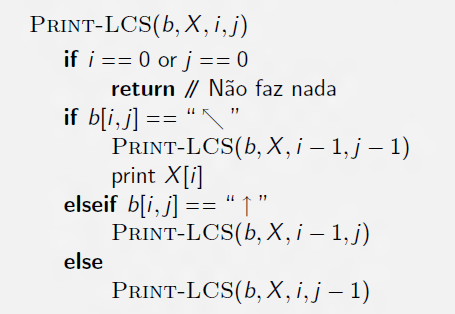 PRINT-LCS(b, X, i, j)
if i == 0 or j == 0
return // Não faz nada
if b[i, j] == “ ↖ ”
PRINT-LCS(b, X, i − 1, j − 1)
print X[i]
elseif b[i, j] == “ ↑ ”
PRINT-LCS(b, X, i − 1, j)
else
PRINT-LCS(b, X, i, j − 1)